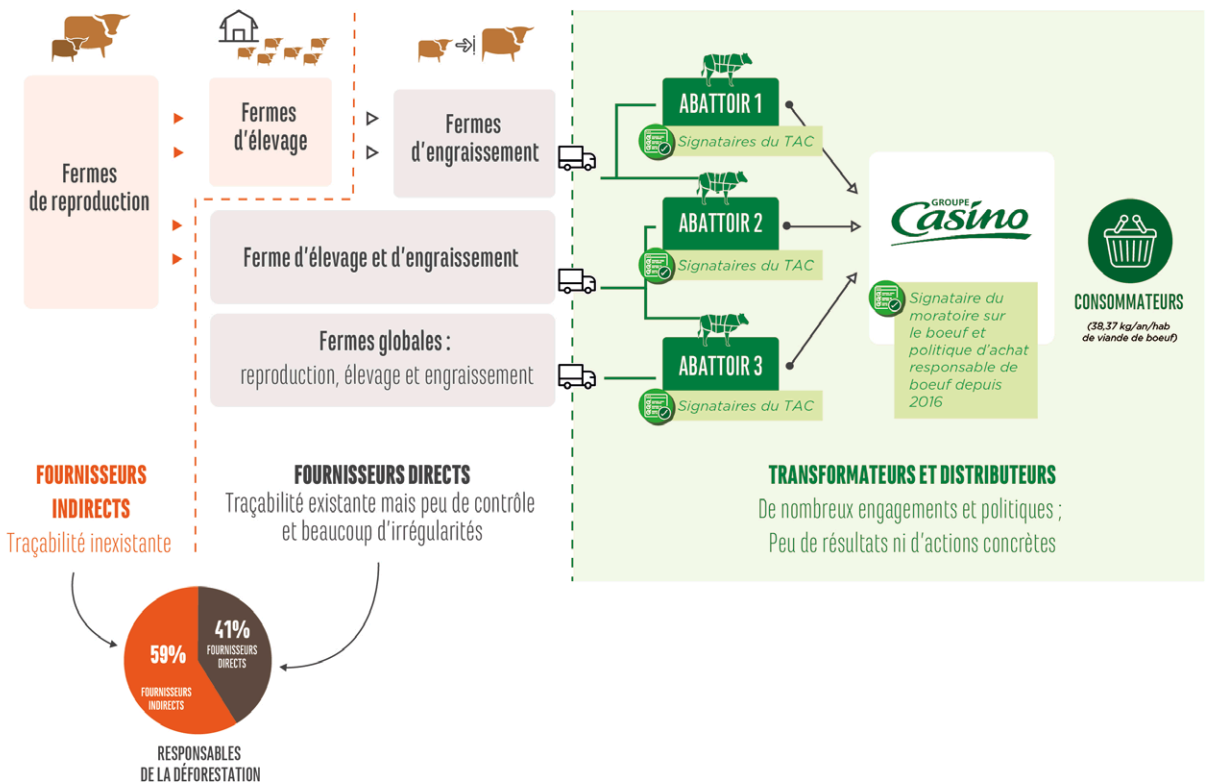 Fermes
de reproduction
Fermes
d'élevage
Fermes
d'engraissement
Ferme d'élevage et d'engraissement
Fermes globales :
reproduction, élevage et engraissement
ABATTOIR 1
Signataires du TAC
ABATTOIR 2
Signataires du TAC
ABATTOIR 3
Signataires du TAC
GROUPE
Casino
Signataire du
moratoire sur
le boeuf et
politique d'achat
responsable de
boeuf depuis
2016
CONSOMMATEURS
(38,37 kg/an/hab
de viande de boeuf)
FOURNISSEURS
INDIRECTS
Traçabilité inexistante
FOURNISSEURS DIRECTS
Traçabilité existante mais peu de contrôle
et beaucoup d'irrégularités
TRANSFORMATEURS ET DISTRIBUTEURS
De nombreux engagements et politiques ;
Peu de résultats ni d'actions concrètes
41%
FOURNISSEURS
DIRECTS
59%
FOURNISSEURS
INDIRECTS
RESPONSABLES
DE LA DÉFORESTATION